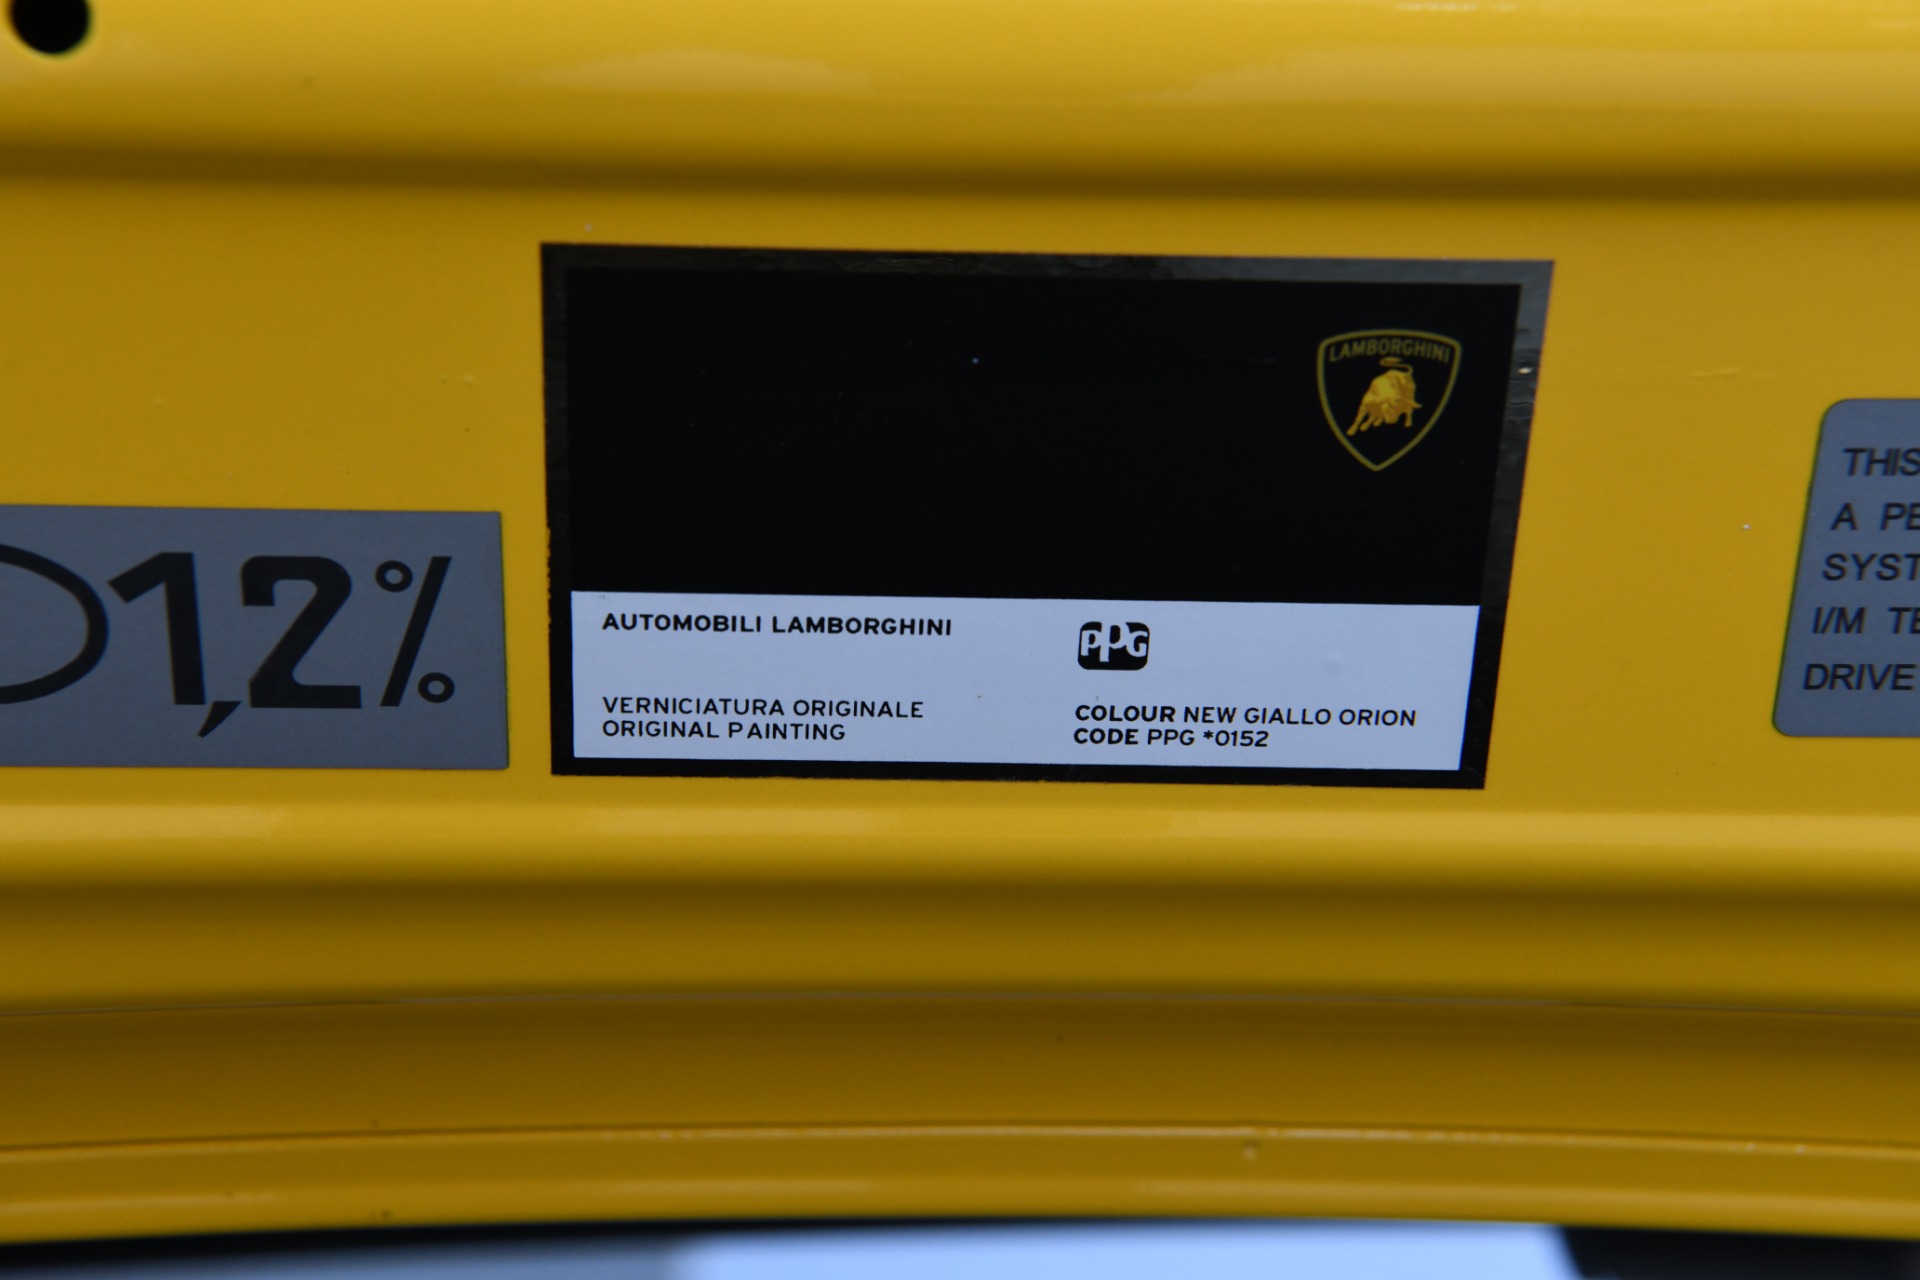 LAMBORGHINI
1,2%
AUTOMOBILI LAMBORGHINI
PPG
VERNICIATURA ORIGINALE
ORIGINAL PAINTING
COLOUR NEW GIALLO ORION
CODE PPG *0152
THIS
A PE
SYST
I/M TE
DRIVE